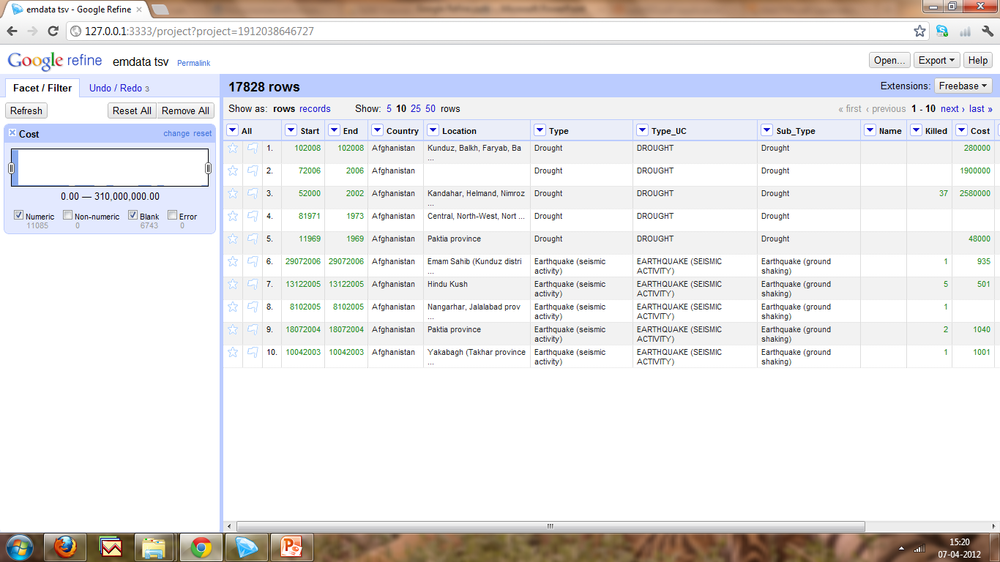 emdata tsv - Google Refine
127.0.0.1:3333/project?project=1912038646727
Google refine emdata tsv Permalink
Open... Export Help
Facet / Filter Undo / Redo 3
17828 rows
Extensions: Freebase
Refresh Reset All Remove All
Show as: rows records Show: 5 10 25 50 rows
« first ‹ previous 1 - 10 next › last »
Cost change reset
0.00 — 310,000,000.00
Numeric Non-numeric Blank Error
11085 0 6743 0
All Start End Country Location Type Type_UC Sub_Type Name Killed Cost
1. 102008 102008 Afghanistan Kunduz, Balkh, Faryab, Ba Drought DROUGHT Drought 280000
...
2. 72006 2006 Afghanistan Drought DROUGHT Drought 1900000
3. 52000 2002 Afghanistan Kandahar, Helmand, Nimroz Drought DROUGHT Drought 37 2580000
...
4. 81971 1973 Afghanistan Central, North-West, Nort ... Drought DROUGHT Drought
5. 11969 1969 Afghanistan Paktia province Drought DROUGHT Drought 48000
6. 29072006 29072006 Afghanistan Emam Sahib (Kunduz distri Earthquake (seismic EARTHQUAKE (SEISMIC Earthquake (ground 1 935
... activity) ACTIVITY) shaking)
7. 13122005 13122005 Afghanistan Hindu Kush Earthquake (seismic EARTHQUAKE (SEISMIC Earthquake (ground 5 501
activity) ACTIVITY) shaking)
8. 8102005 8102005 Afghanistan Nangarhar, Jalalabad prov Earthquake (seismic EARTHQUAKE (SEISMIC Earthquake (ground 1
... activity) ACTIVITY) shaking)
9. 18072004 18072004 Afghanistan Paktia province Earthquake (seismic EARTHQUAKE (SEISMIC Earthquake (ground 2 1040
activity) ACTIVITY) shaking)
10. 10042003 10042003 Afghanistan Yakabagh (Takhar province Earthquake (seismic EARTHQUAKE (SEISMIC Earthquake (ground 1 1001
... activity) ACTIVITY) shaking)
15:20
07-04-2012